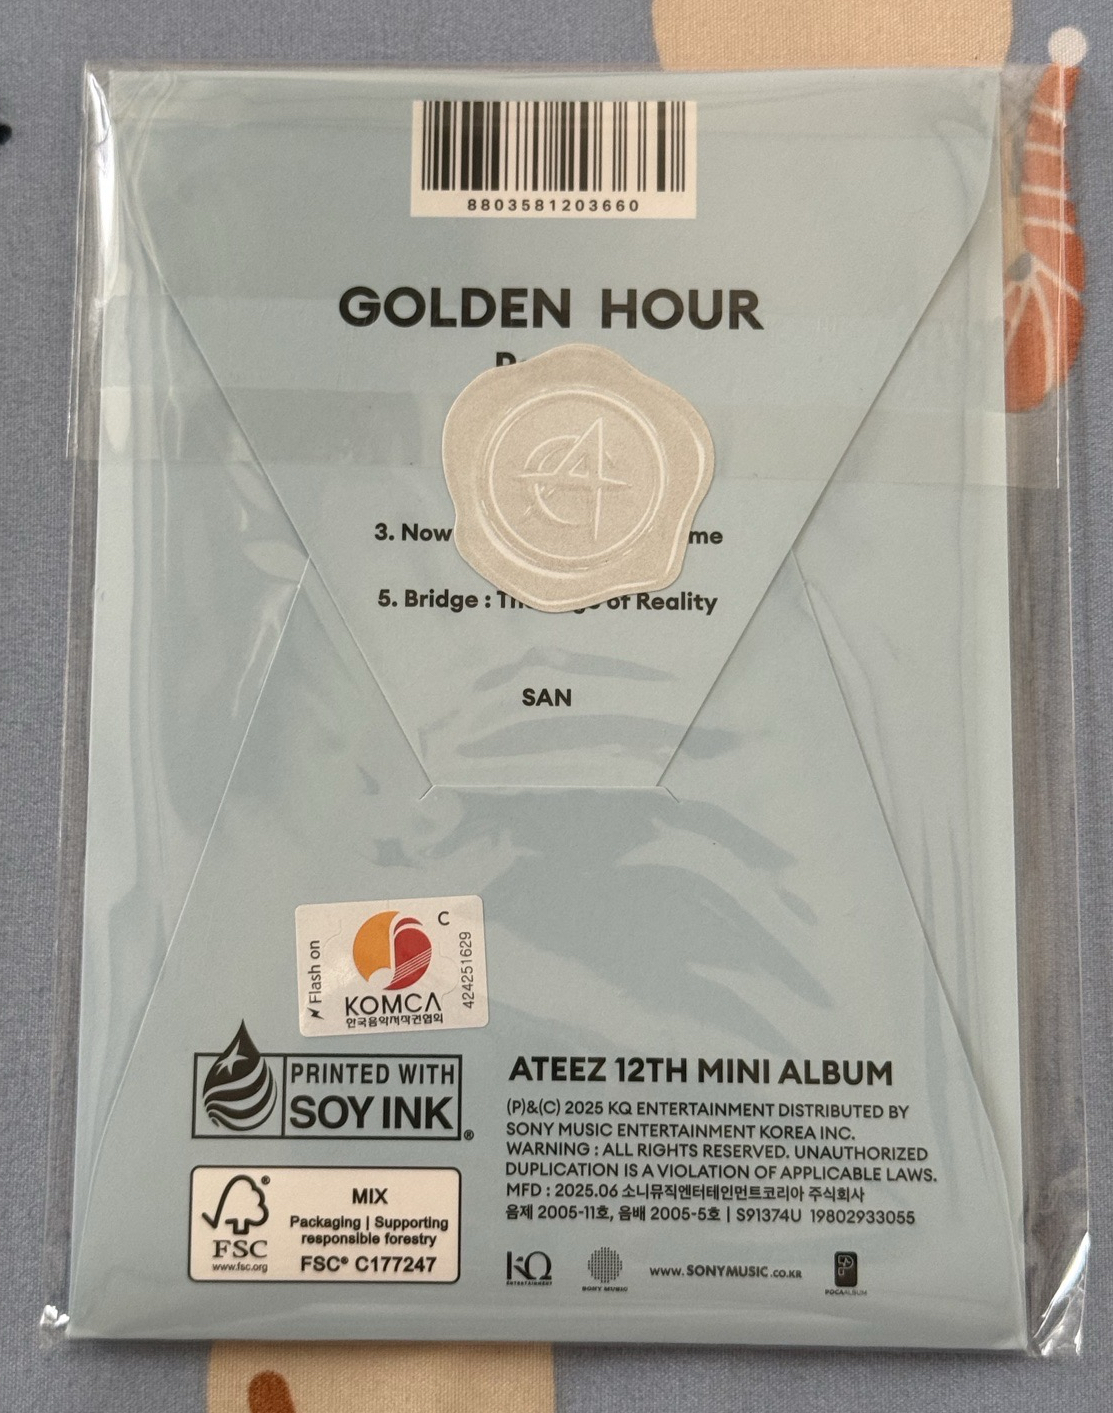 8803581203660
GOLDEN HOUR
3. Now me
5. Bridge : of Reality
SAN
C
Flash on
424251629
KOMCA
한국음악저작권협회
PRINTED WITH
SOY INK®
ATEEZ 12TH MINI ALBUM
(P)&(C) 2025 KQ ENTERTAINMENT DISTRIBUTED BY
SONY MUSIC ENTERTAINMENT KOREA INC.
WARNING : ALL RIGHTS RESERVED. UNAUTHORIZED
DUPLICATION IS A VIOLATION OF APPLICABLE LAWS.
MFD : 2025.06 소니뮤직엔터테인먼트코리아 주식회사
음제 2005-11호, 음배 2005-5호 | S91374U 19802933055
FSC®
www.fsc.org
MIX
Packaging | Supporting
responsible forestry
FSC® C177247
KQ
ENTERTAINMENT
SONY MUSIC
www.SONYMUSIC.CO.KR
POCAALBUM